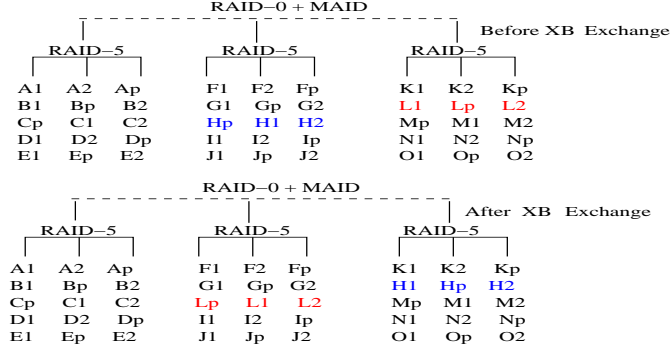 RAID-0 + MAID
Before XB Exchange
RAID-5 RAID-5 RAID-5
A1 A2 Ap F1 F2 Fp K1 K2 Kp
B1 Bp B2 G1 Gp G2 L1 Lp L2
Cp C1 C2 Hp H1 H2 Mp M1 M2
D1 D2 Dp I1 I2 Ip N1 N2 Np
E1 Ep E2 J1 Jp J2 O1 Op O2
RAID-0 + MAID
After XB Exchange
RAID-5 RAID-5 RAID-5
A1 A2 Ap F1 F2 Fp K1 K2 Kp
B1 Bp B2 G1 Gp G2 H1 Hp H2
Cp C1 C2 Lp L1 L2 Mp M1 M2
D1 D2 Dp I1 I2 Ip N1 N2 Np
E1 Ep E2 J1 Jp J2 O1 Op O2